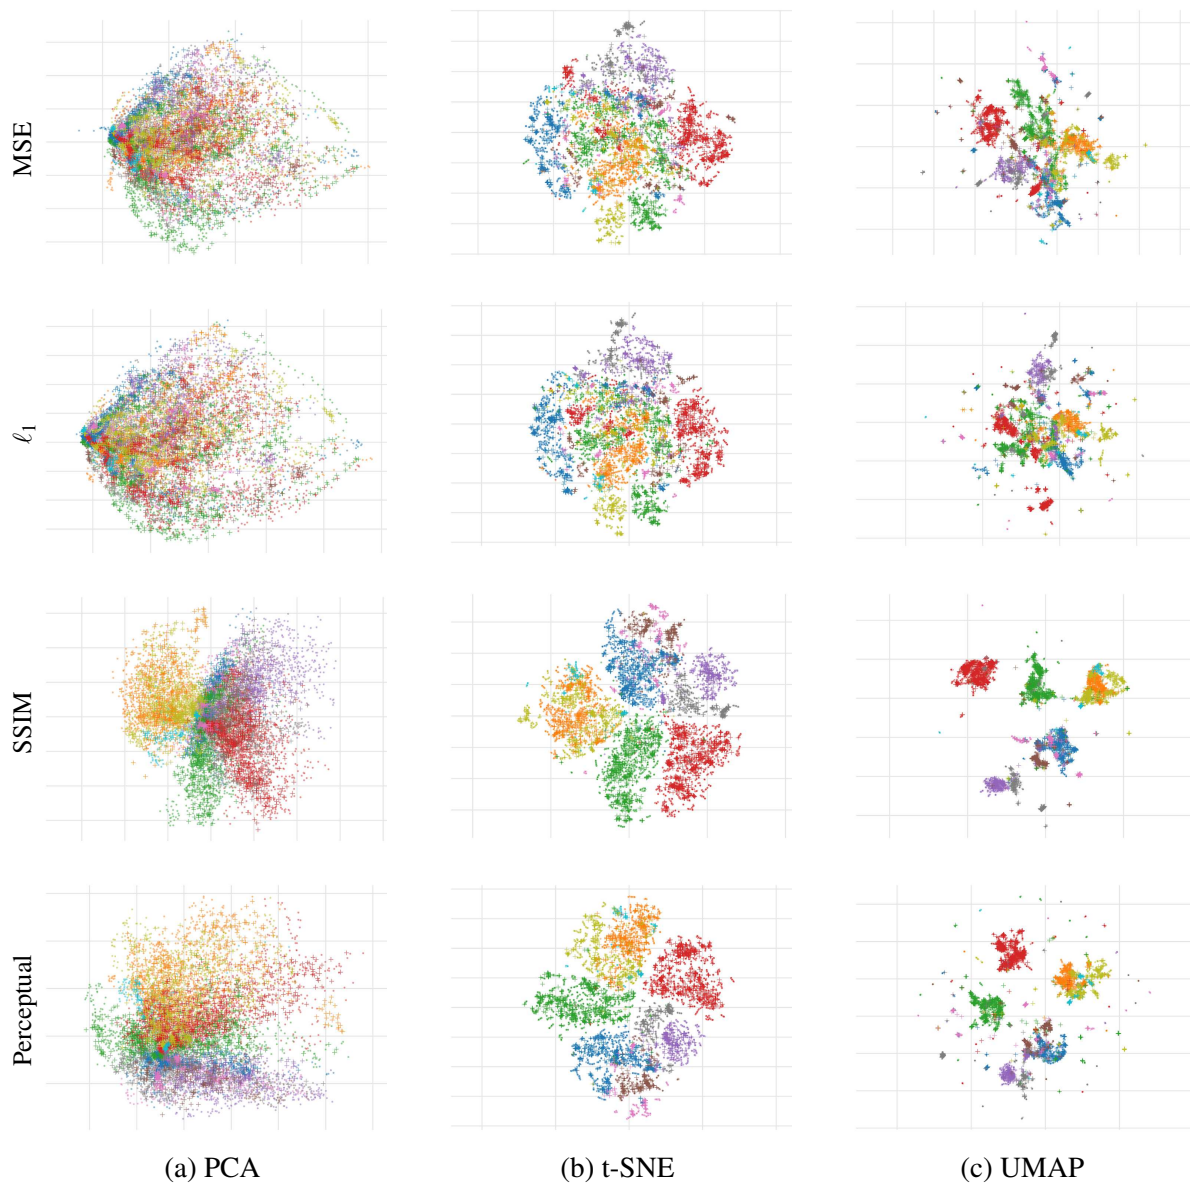 MSE
ℓ₁
SSIM
Perceptual
(a) PCA
(b) t-SNE
(c) UMAP